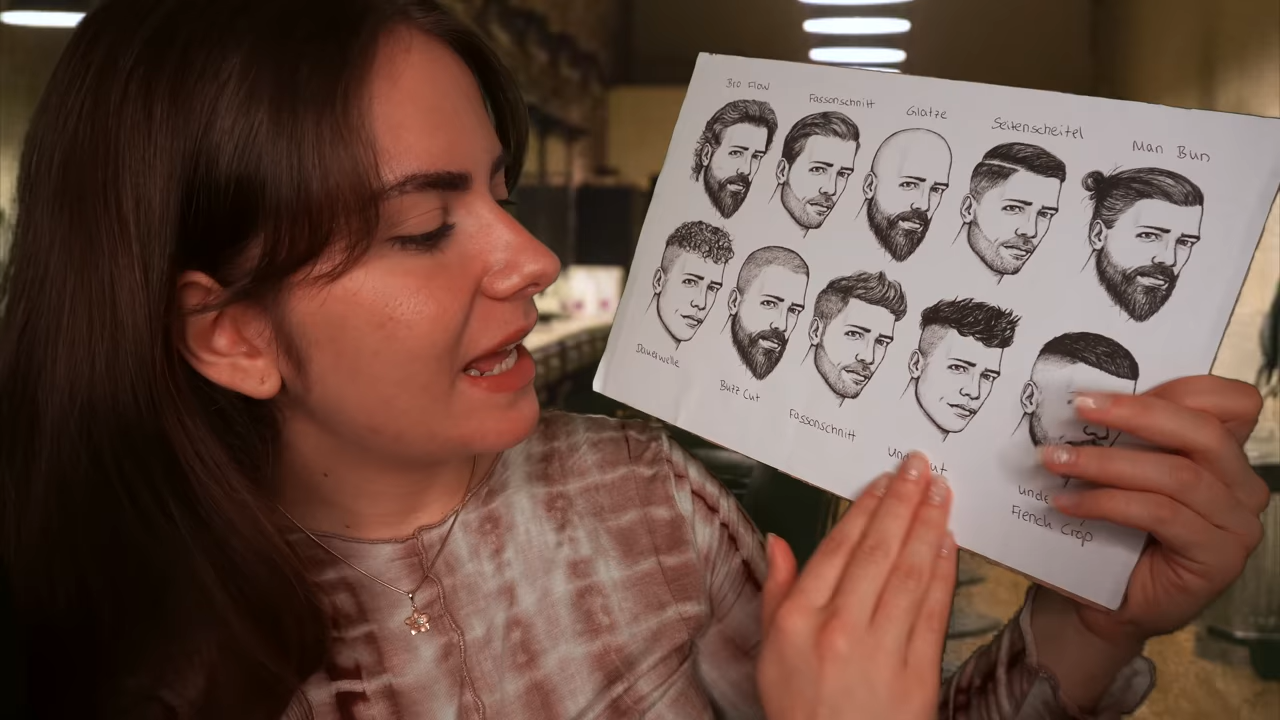 Bro Flow
Fassonschnitt
Glatze
Seitenscheitel
Man Bun
Dauerwelle
Buzz Cut
Fassonschnitt
French Crop